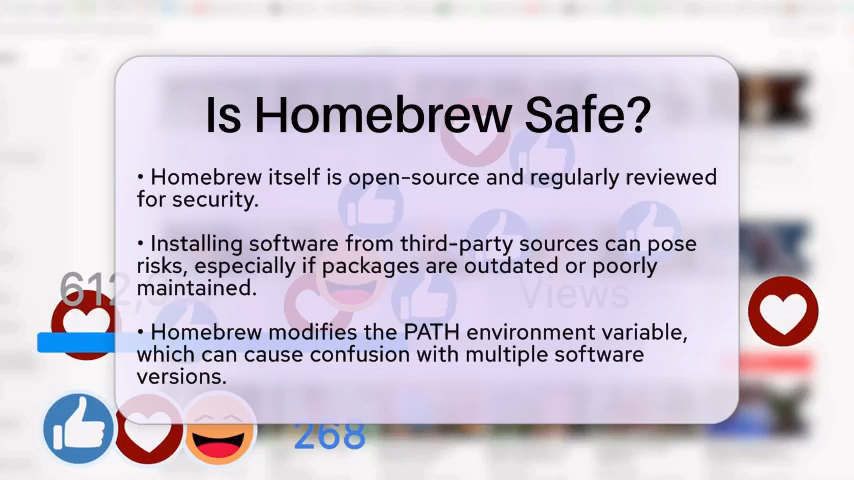 Is Homebrew Safe?
• Homebrew itself is open-source and regularly reviewed
for security.
• Installing software from third-party sources can pose
risks, especially if packages are outdated or poorly
maintained.
612,
Views
• Homebrew modifies the PATH environment variable,
which can cause confusion with multiple software
versions.
268